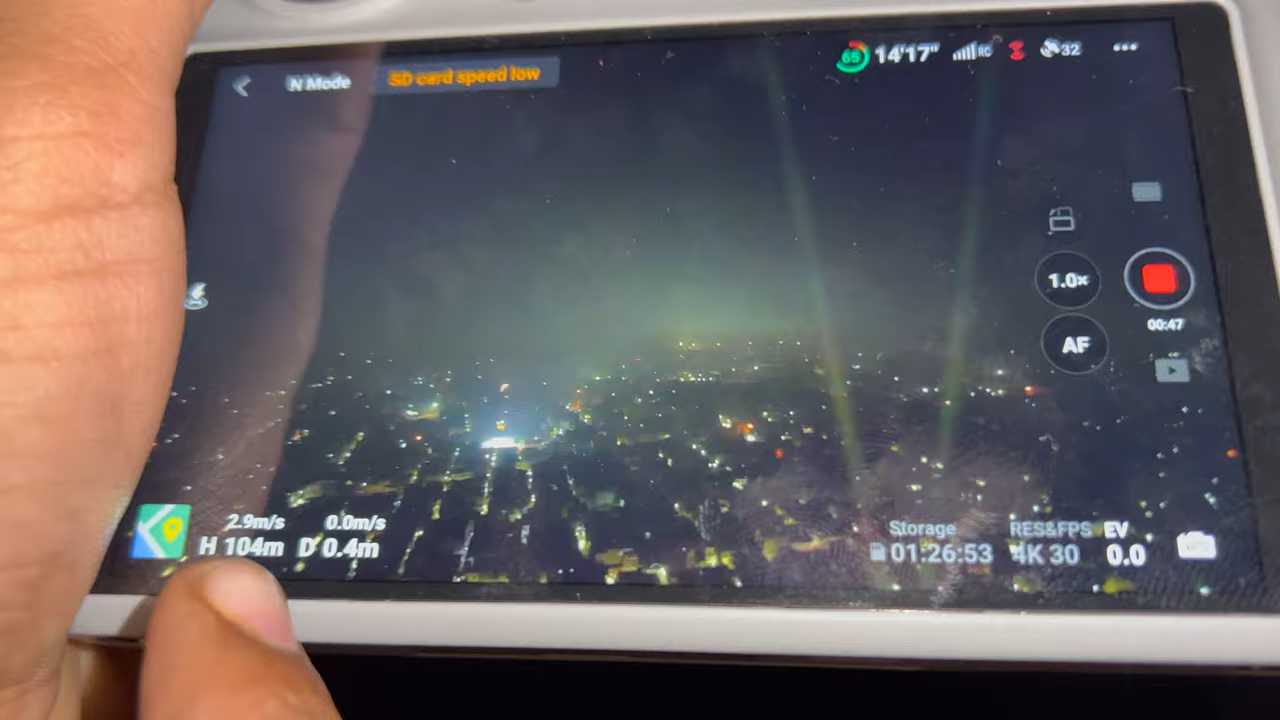 N Mode
SD card speed low
65
14'17"
RC
32
1.0x
AF
00:47
2.9m/s
0.0m/s
H 104m
D 0.4m
Storage
01:26:53
RES&FPS
4K 30
EV
0.0